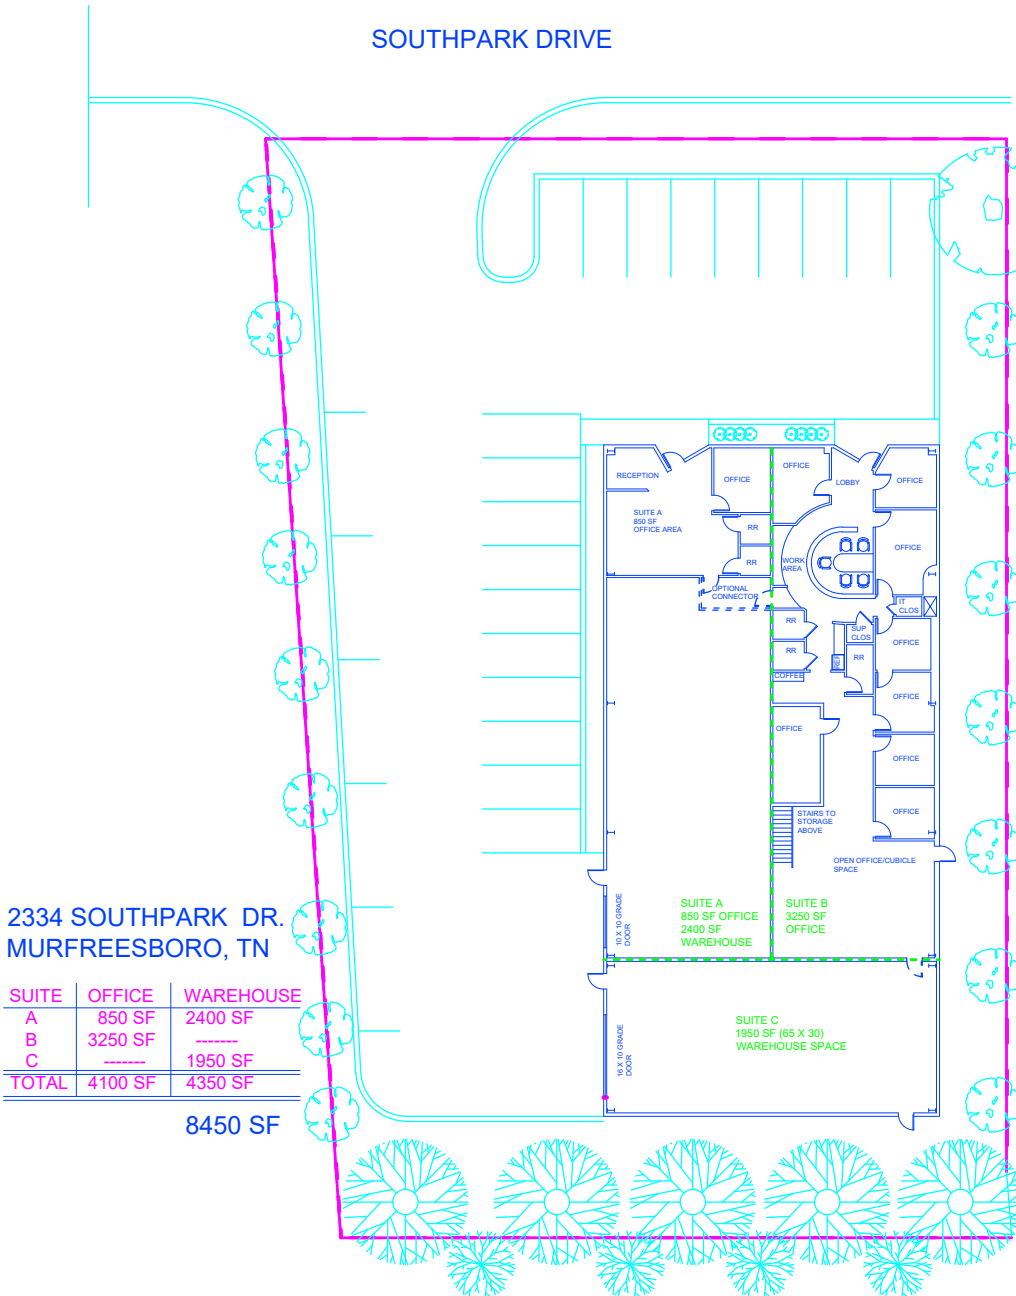 SOUTHPARK DRIVE
RECEPTION
OFFICE
OFFICE
LOBBY
OFFICE
SUITE A
850 SF
OFFICE AREA
RR
RR
WORK
AREA
OFFICE
OPTIONAL
CONNECTOR
IT
CLOS
RR
RR
COFFEE
REF
SUP
CLOS
RR
OFFICE
OFFICE
OFFICE
OFFICE
OFFICE
STAIRS TO
STORAGE
ABOVE
OPEN OFFICE/CUBICLE
SPACE
10 X 10 GRADE
DOOR
SUITE A
850 SF OFFICE
2400 SF
WAREHOUSE
SUITE B
3250 SF
OFFICE
16 X 10 GRADE
DOOR
SUITE C
1950 SF (65 X 30)
WAREHOUSE SPACE
2334 SOUTHPARK DR.
MURFREESBORO, TN
SUITE OFFICE WAREHOUSE
A 850 SF 2400 SF
B 3250 SF -------
C ------- 1950 SF
TOTAL 4100 SF 4350 SF
8450 SF